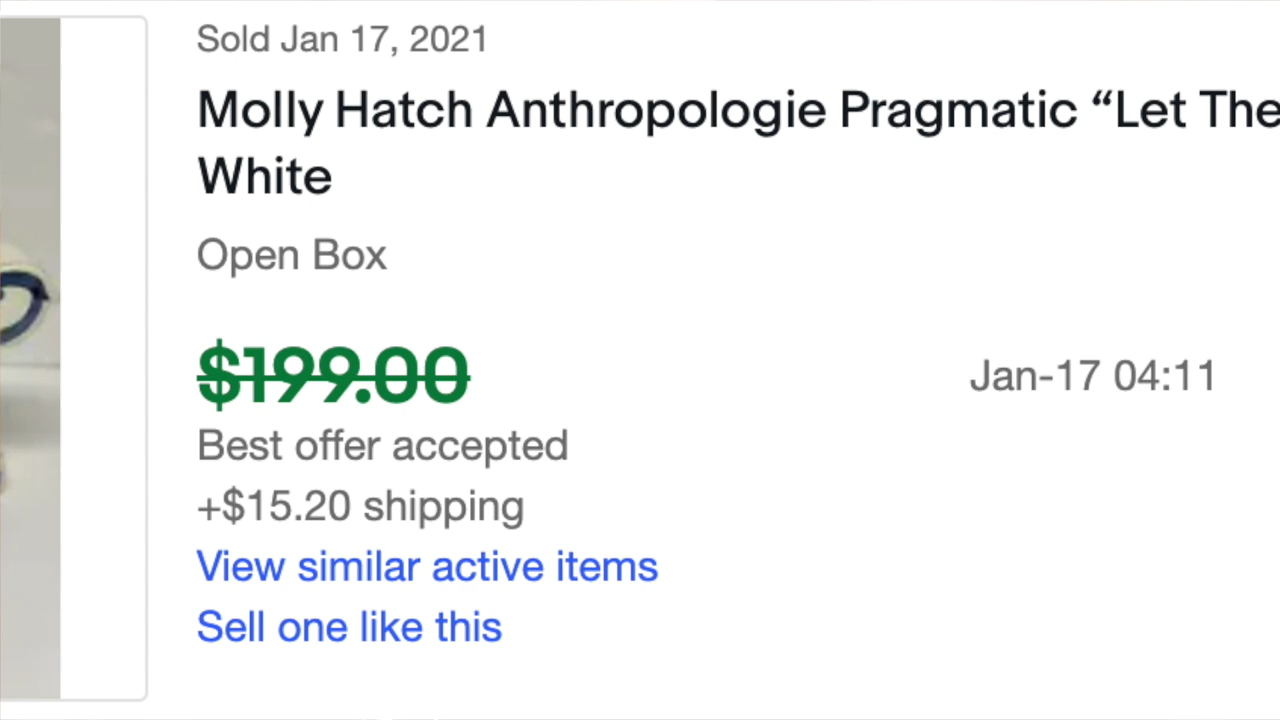 Sold Jan 17, 2021
Molly Hatch Anthropologie Pragmatic “Let The
White
Open Box
$199.00
Jan-17 04:11
Best offer accepted
+$15.20 shipping
View similar active items
Sell one like this